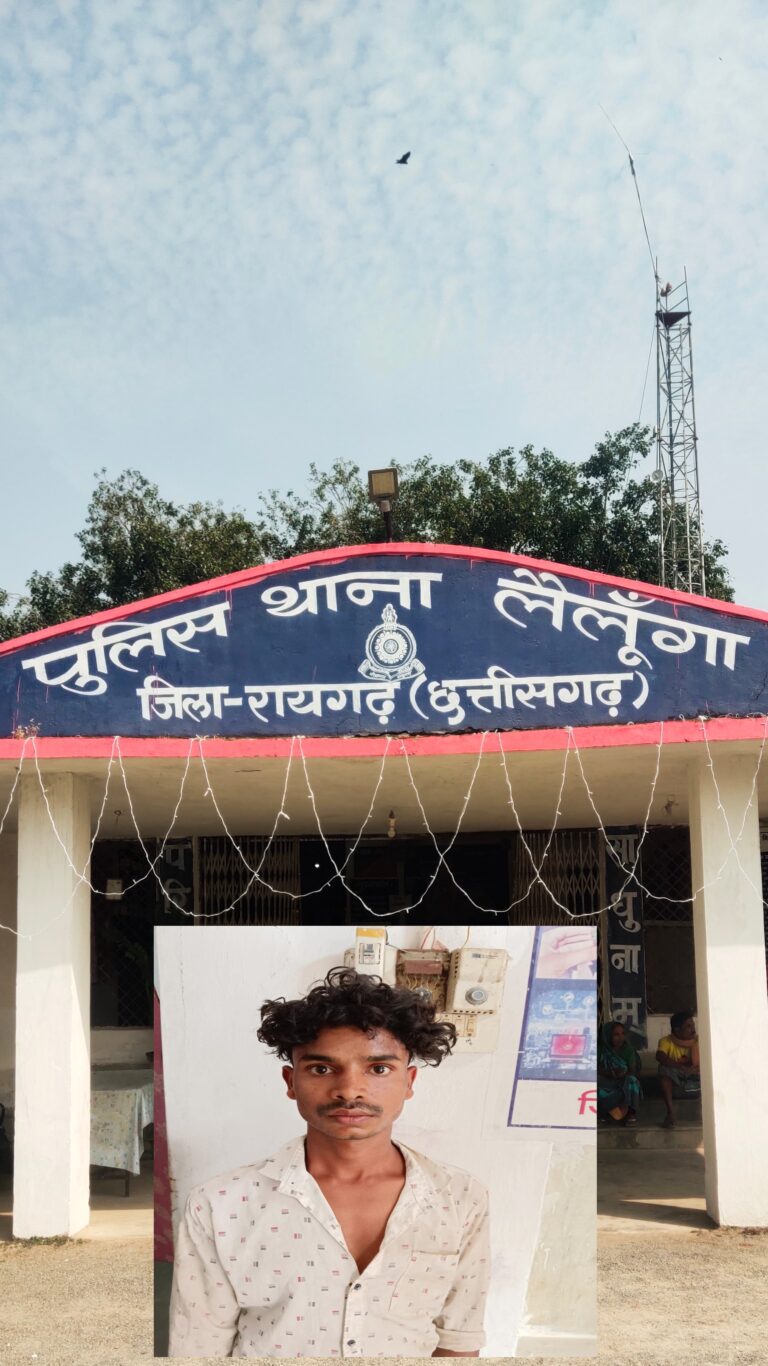 पुलिस थाना लैलूँगा
जिला-रायगढ़ (छत्तीसगढ़)
साधुनाम